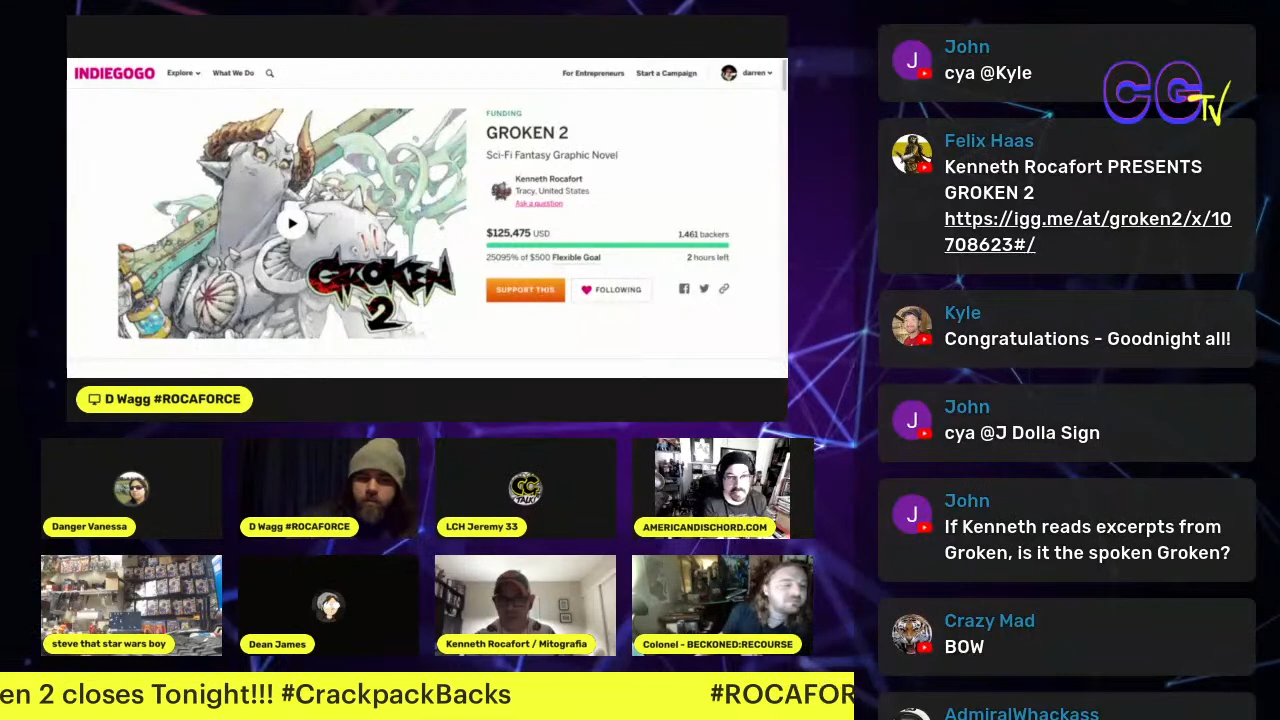 INDIEGOGO
Explore
What We Do
For Entrepreneurs
Start a Campaign
darren
FUNDING
GROKEN 2
Sci-Fi Fantasy Graphic Novel
Kenneth Rocafort
Tracy, United States
Ask a question
$125,475 USD
1,461 backers
25095% of $500 Flexible Goal
2 hours left
SUPPORT THIS
FOLLOWING
GROKEN
2
D Wagg #ROCAFORCE
Danger Vanessa
D Wagg #ROCAFORCE
LCH Jeremy 33
AMERICANDISCHORD.COM
steve that star wars boy
Dean James
Kenneth Rocafort / Mitografia
Colonel - BECKONED:RECOURSE
en 2 closes Tonight!!! #CrackpackBacks
#ROCAFOR
CG TV
J
John
cya @Kyle
Felix Haas
Kenneth Rocafort PRESENTS
GROKEN 2
https://igg.me/at/groken2/x/10
708623#/
Kyle
Congratulations - Goodnight all!
J
John
cya @J Dolla Sign
J
John
If Kenneth reads excerpts from
Groken, is it the spoken Groken?
Crazy Mad
BOW
AdmiralWhackass